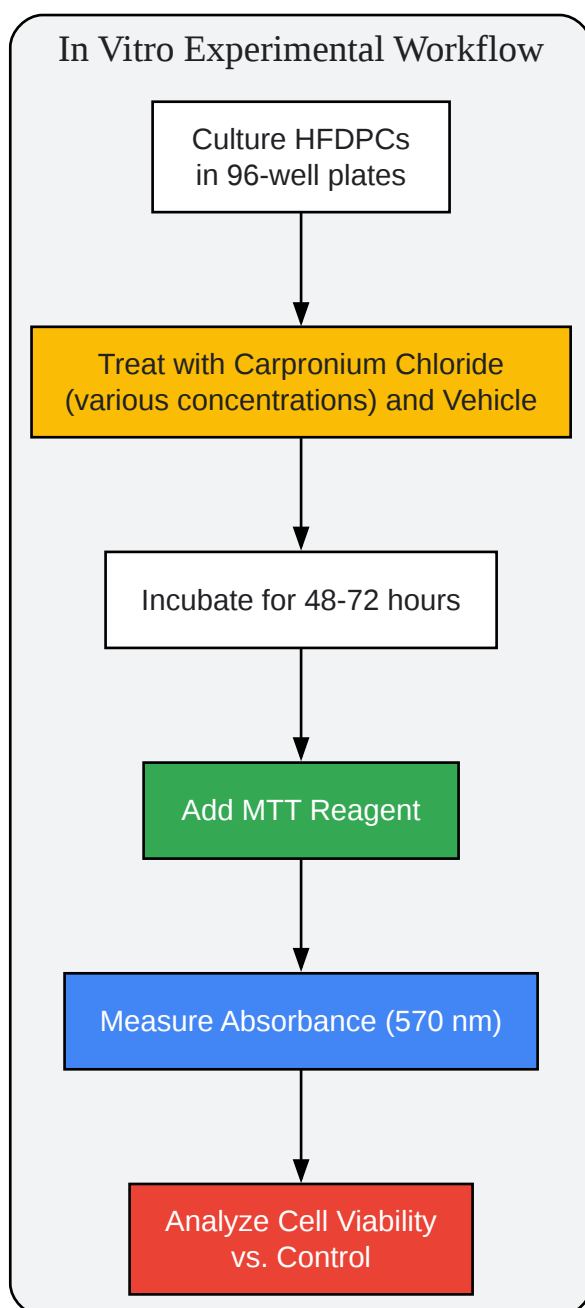 In Vitro Experimental Workflow
Culture HFDPCs
in 96-well plates
Treat with Carpronium Chloride
(various concentrations) and Vehicle
Incubate for 48-72 hours
Add MTT Reagent
Measure Absorbance (570 nm)
Analyze Cell Viability
vs. Control